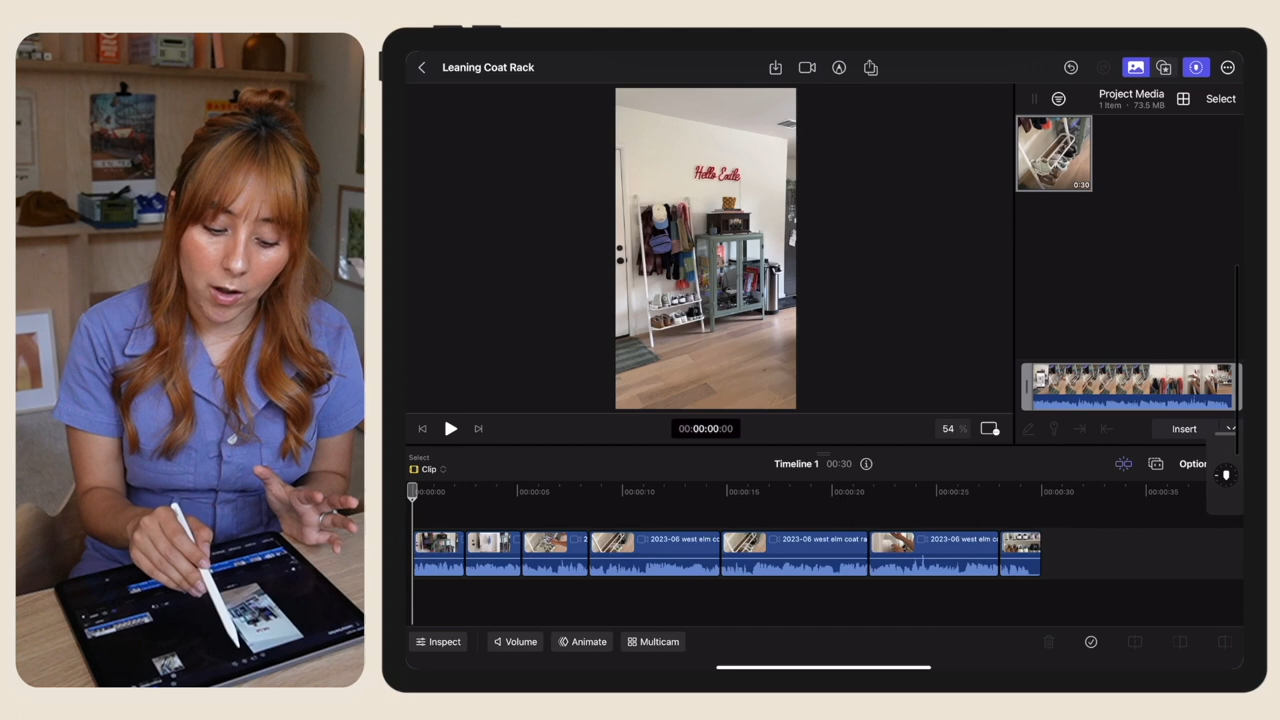 Leaning Coat Rack
Project Media
1 Item · 73.5 MB
Select
0:30
Hello Exile
00:00:00:00
54 %
Insert
Select
Clip
Timeline 1 00:30
Option
00:00:00
00:00:05
00:00:10
00:00:15
00:00:20
00:00:25
00:00:30
00:00:35
2
2023-06 west elm co
2023-06 west elm coat ra
2023-06 west elm c
Inspect
Volume
Animate
Multicam